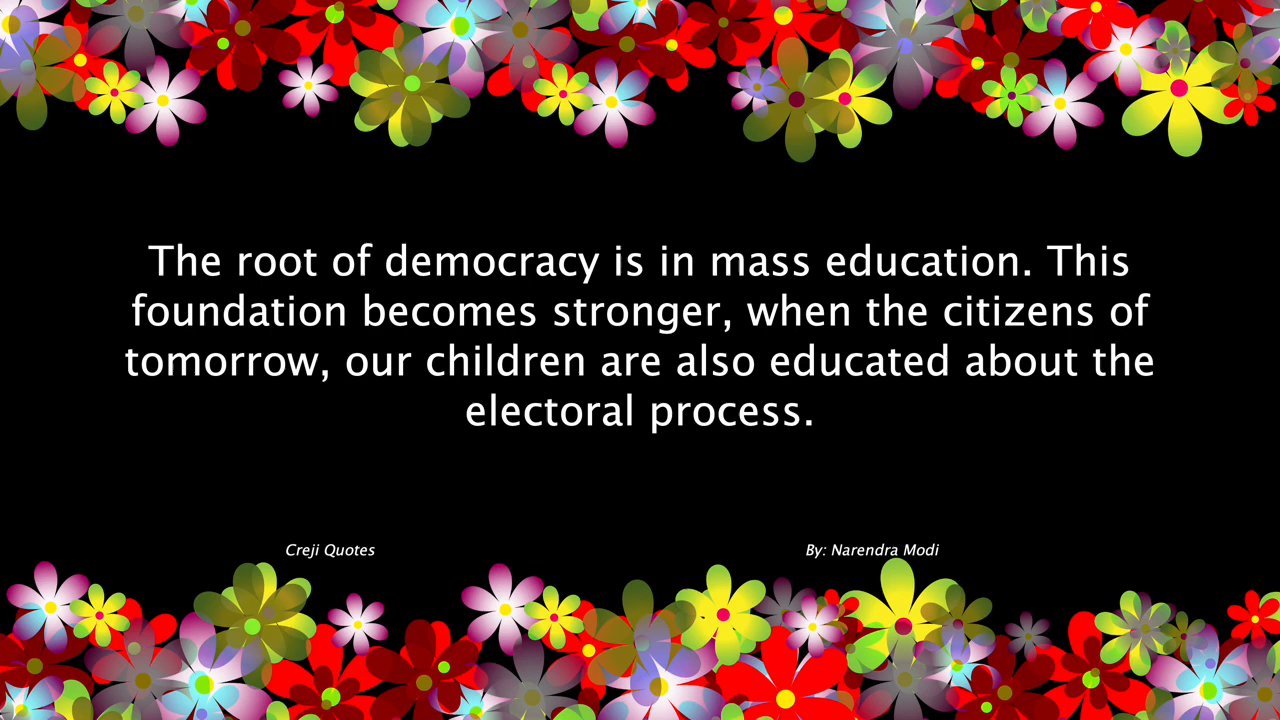 The root of democracy is in mass education. This
foundation becomes stronger, when the citizens of
tomorrow, our children are also educated about the
electoral process.
Creji Quotes
By: Narendra Modi